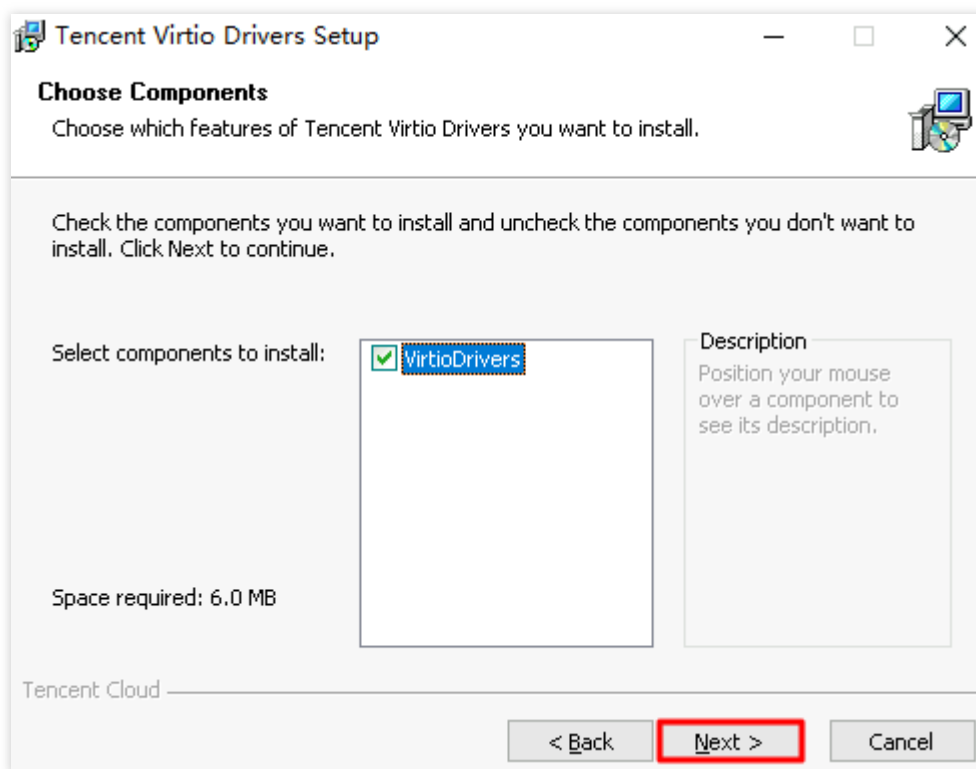 Tencent Virtio Drivers Setup
Choose Components
Choose which features of Tencent Virtio Drivers you want to install.
Check the components you want to install and uncheck the components you don't want to
install. Click Next to continue.
Select components to install:
VirtioDrivers
Description
Position your mouse
over a component to
see its description.
Space required: 6.0 MB
Tencent Cloud
< Back
Next >
Cancel